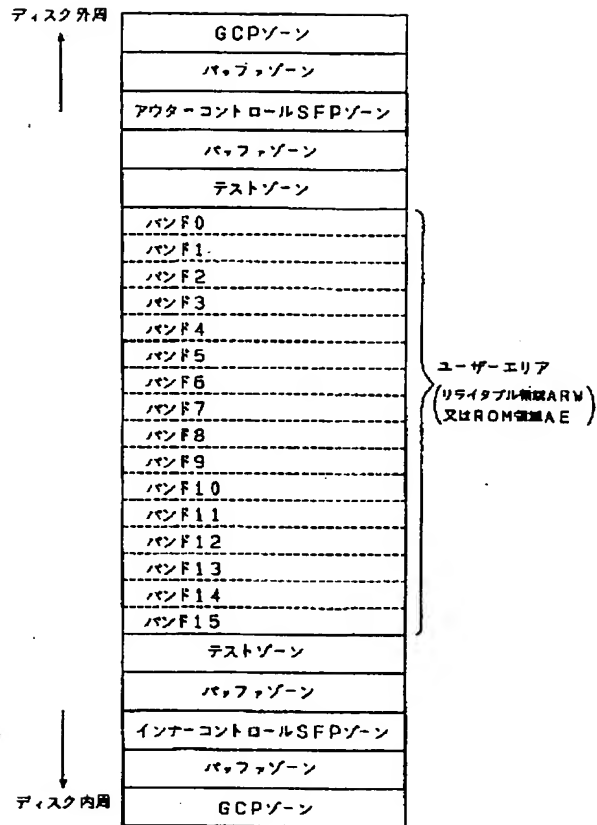 ディスク外周
GCPゾーン
バッファゾーン
アウターコントロールSFPゾーン
バッファゾーン
テストゾーン
バンド0
バンド1
バンド2
バンド3
バンド4
バンド5
バンド6
バンド7
バンド8
バンド9
バンド10
バンド11
バンド12
バンド13
バンド14
バンド15
ユーザーエリア
(リライタブル領域ARW
又はROM領域AE)
テストゾーン
バッファゾーン
インナーコントロールSFPゾーン
バッファゾーン
GCPゾーン
ディスク内周